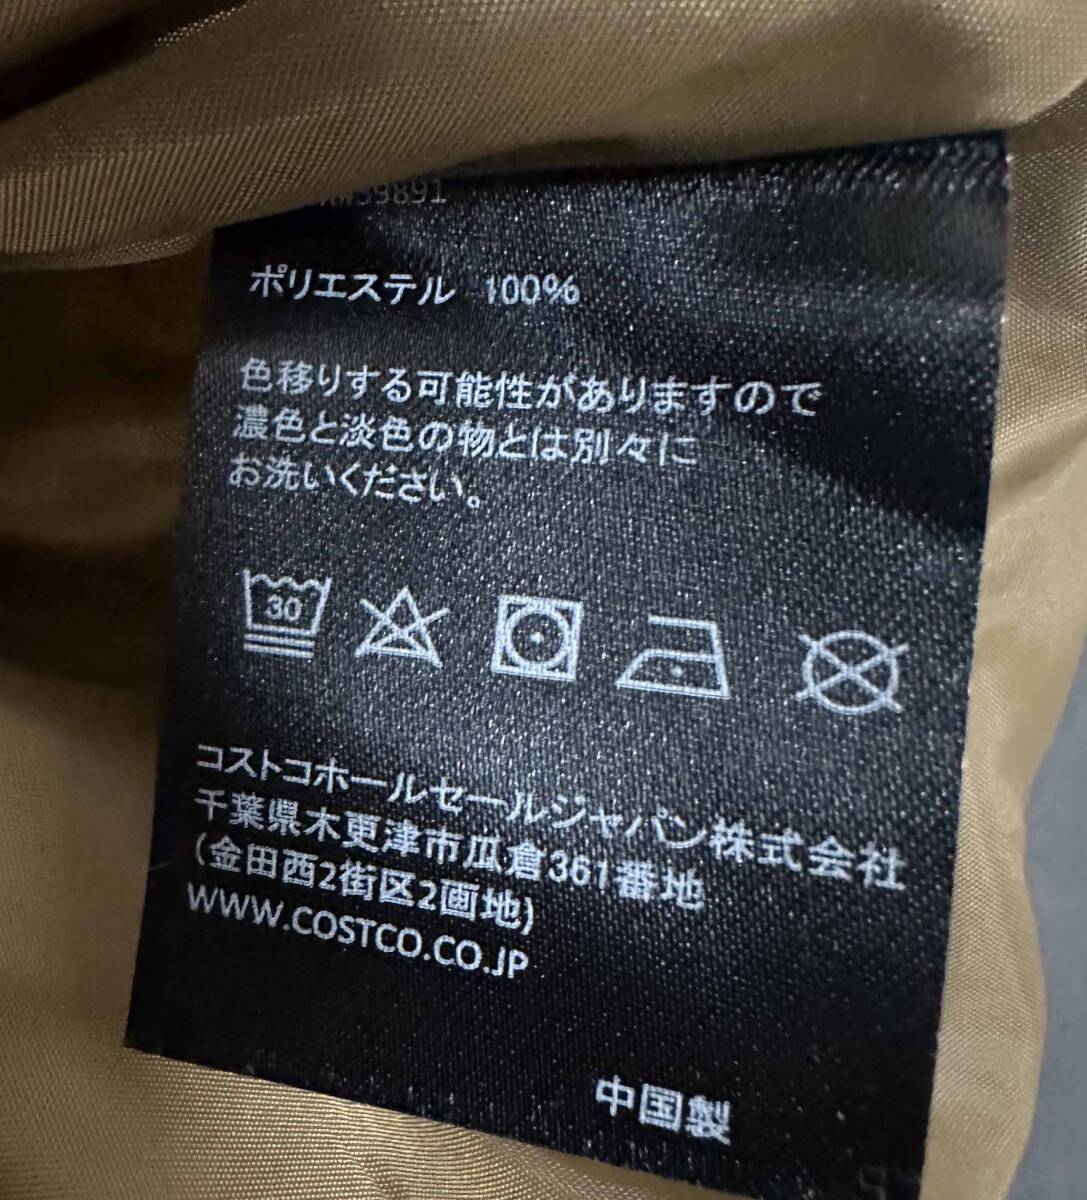 ポリエステル 100%
色移りする可能性がありますので
濃色と淡色の物とは別々に
お洗いください。
30
コストコホールセールジャパン株式会社
千葉県木更津市瓜倉361番地
(金田西2街区2画地)
WWW.COSTCO.CO.JP
中国製